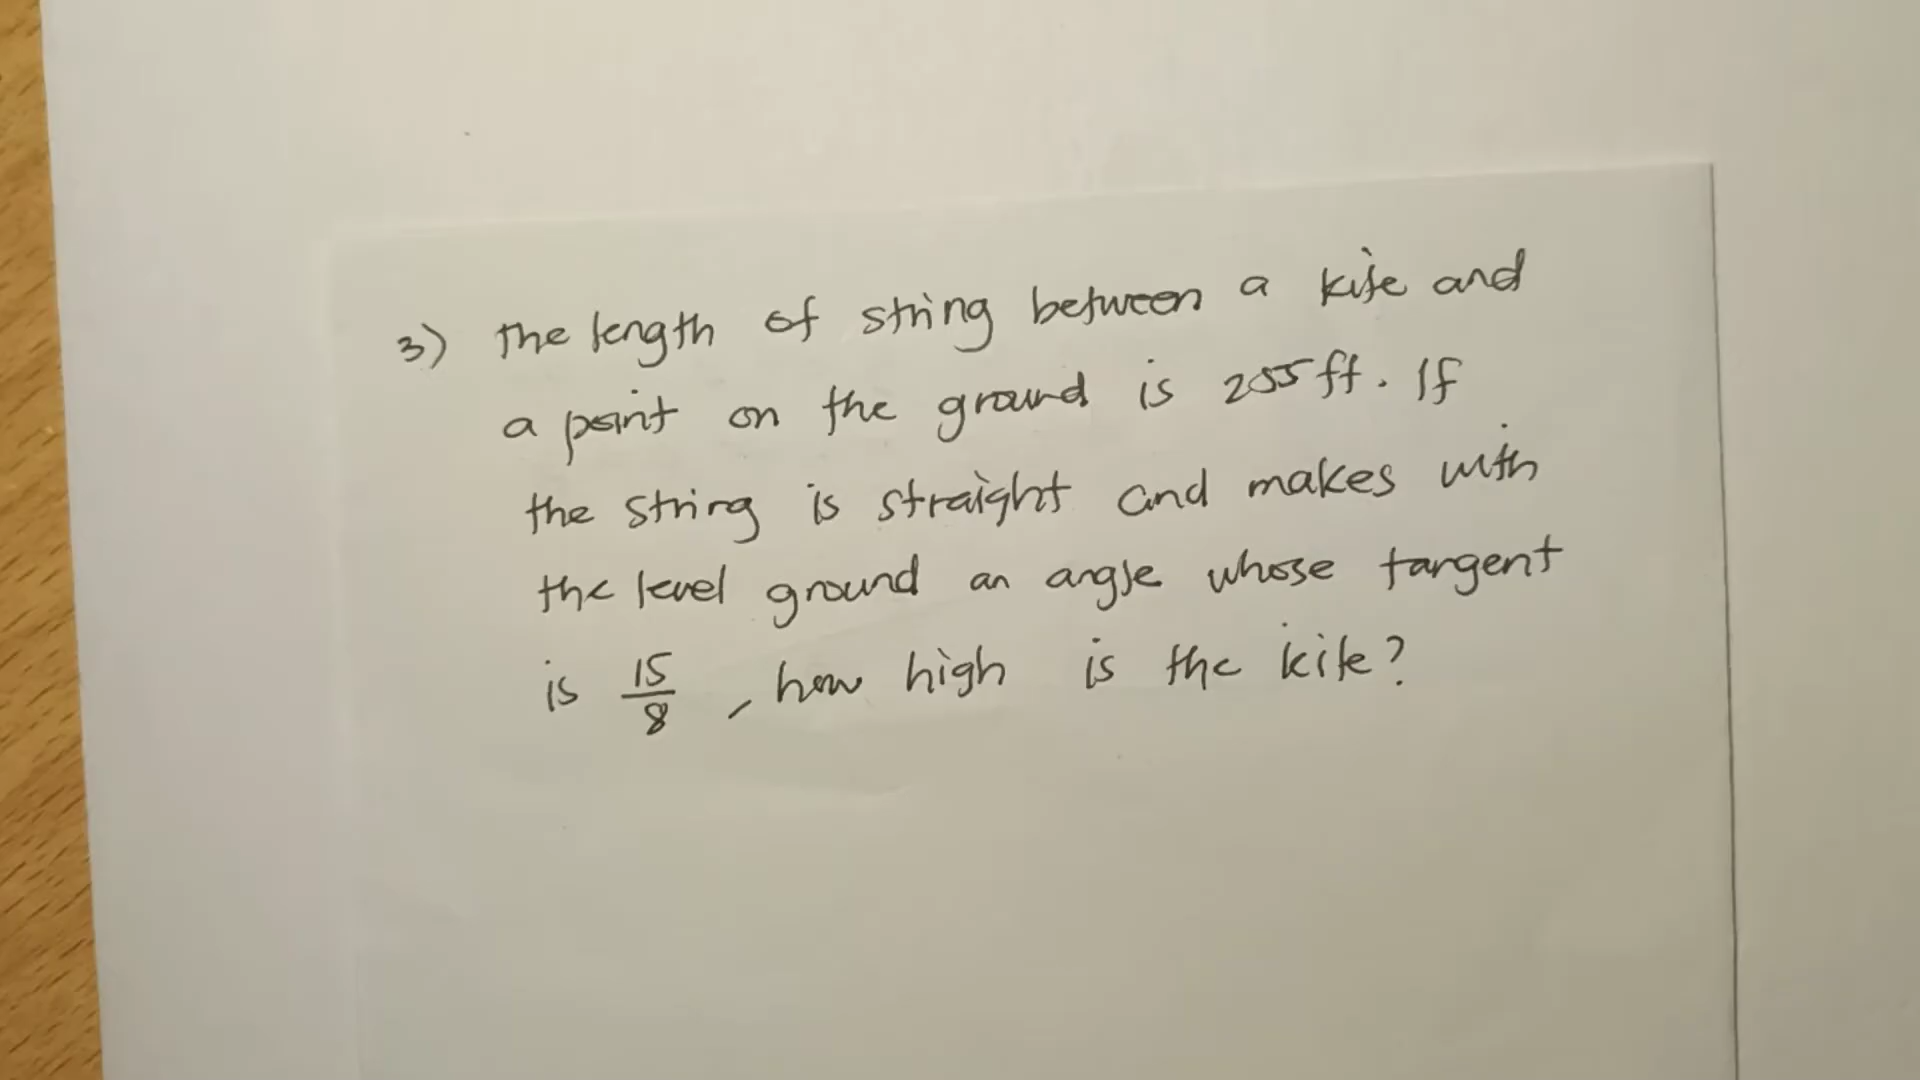 3) the length of string between a kite and
a point on the ground is 255 ft. If
the string is straight and makes with
the level ground an angle whose tangent
is 15/8, how high is the kite?